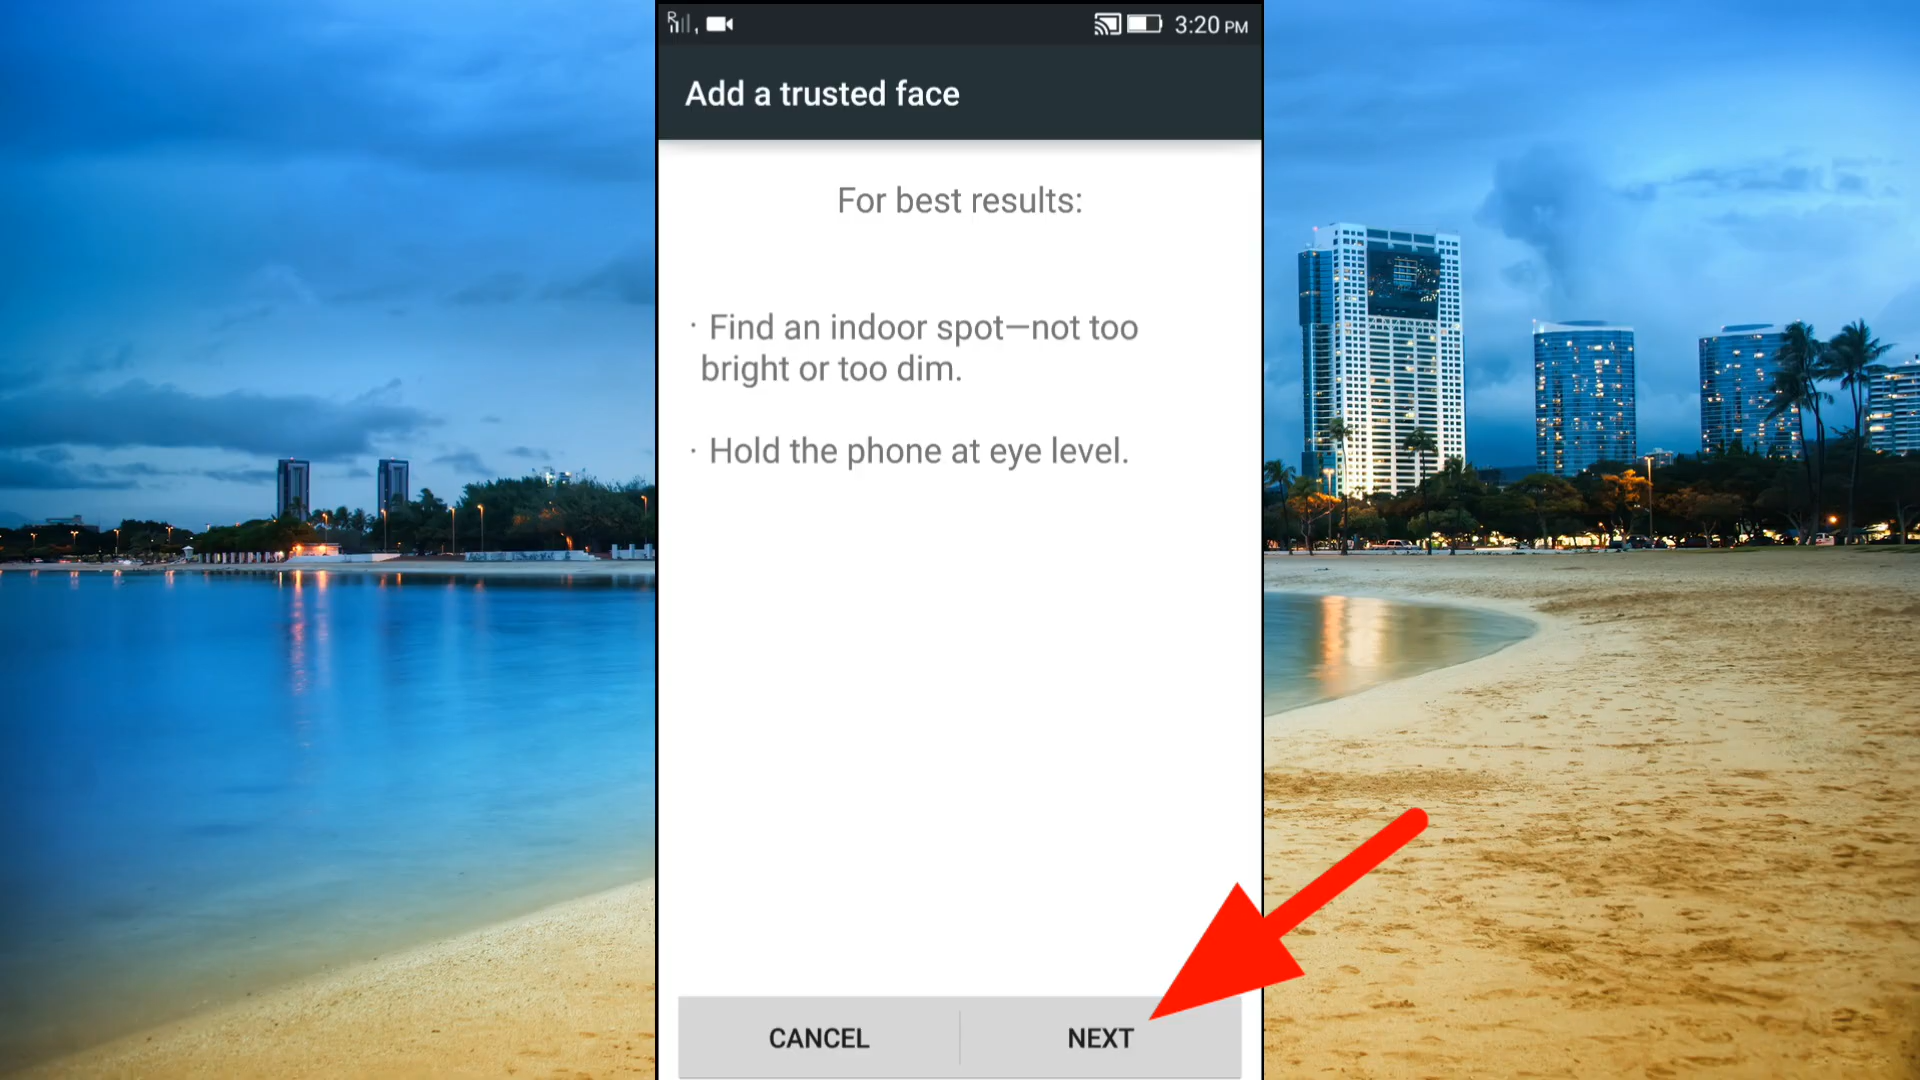 R
3:20 PM
Add a trusted face
For best results:
· Find an indoor spot—not too
bright or too dim.
· Hold the phone at eye level.
CANCEL
NEXT